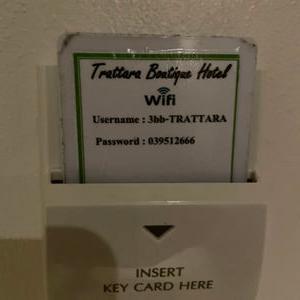 Trattara Boutique Hotel
Wifi
Username : 3bb-TRATTARA
Password : 039512666
INSERT
KEY CARD HERE